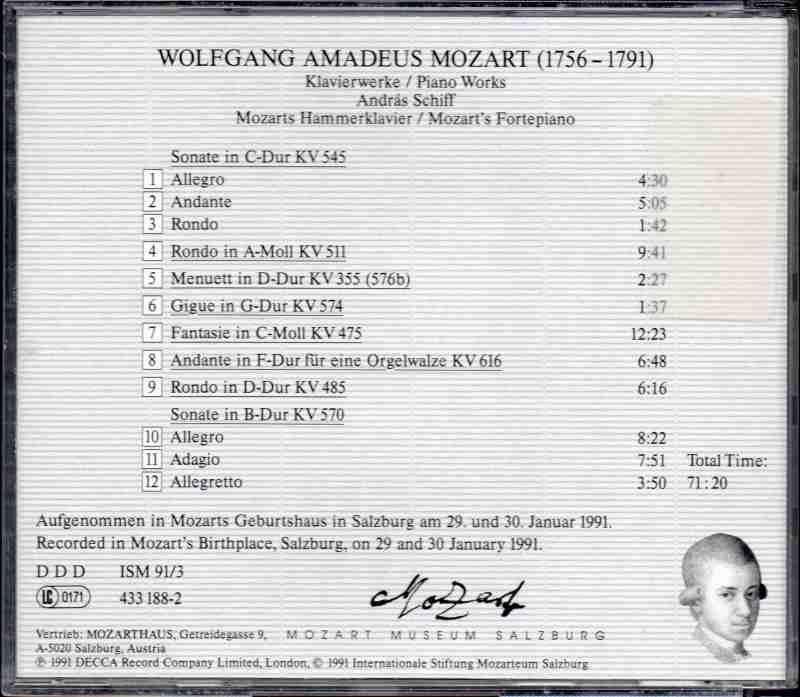 WOLFGANG AMADEUS MOZART (1756–1791)
Klavierwerke / Piano Works
András Schiff
Mozarts Hammerklavier / Mozart's Fortepiano
Sonate in C-Dur KV 545
1 Allegro 4:30
2 Andante 5:05
3 Rondo 1:42
4 Rondo in A-Moll KV 511 9:41
5 Menuett in D-Dur KV 355 (576b) 2:27
6 Gigue in G-Dur KV 574 1:37
7 Fantasie in C-Moll KV 475 12:23
8 Andante in F-Dur für eine Orgelwalze KV 616 6:48
9 Rondo in D-Dur KV 485 6:16
Sonate in B-Dur KV 570
10 Allegro 8:22
11 Adagio 7:51 Total Time:
12 Allegretto 3:50 71:20
Aufgenommen in Mozarts Geburtshaus in Salzburg am 29. und 30. Januar 1991.
Recorded in Mozart's Birthplace, Salzburg, on 29 and 30 January 1991.
D D D ISM 91/3
LC 0171 433 188-2
Mozart
Vertrieb: MOZARTHAUS, Getreidegasse 9, MOZART MUSEUM SALZBURG
A-5020 Salzburg, Austria
℗ 1991 DECCA Record Company Limited, London, © 1991 Internationale Stiftung Mozarteum Salzburg